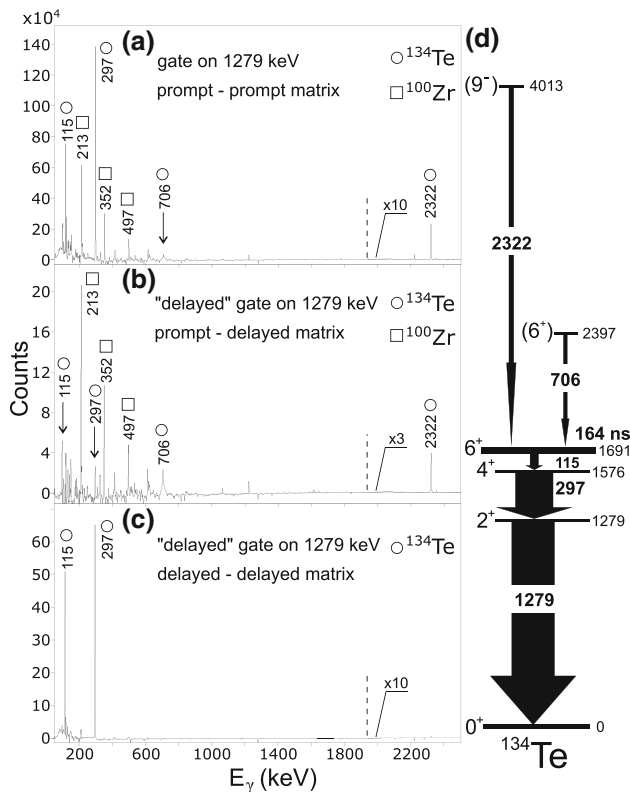 x10⁴
(a)
140
120
100
80
60
40
20
0
115
213
297
352
497
706
2322
gate on 1279 keV
prompt - prompt matrix
¹³⁴Te
¹⁰⁰Zr
x10
(b)
20
16
12
8
4
0
115
213
297
352
497
706
2322
"delayed" gate on 1279 keV
prompt - delayed matrix
¹³⁴Te
¹⁰⁰Zr
x3
Counts
(c)
60
50
40
30
20
10
0
115
297
"delayed" gate on 1279 keV
delayed - delayed matrix
¹³⁴Te
x10
200 600 1000 1400 1800 2200
Eγ (keV)
(d)
(9⁻) 4013
2322
(6⁺) 2397
706
164 ns
6⁺ 1691
115
4⁺ 1576
297
2⁺ 1279
1279
0⁺ 0
¹³⁴Te